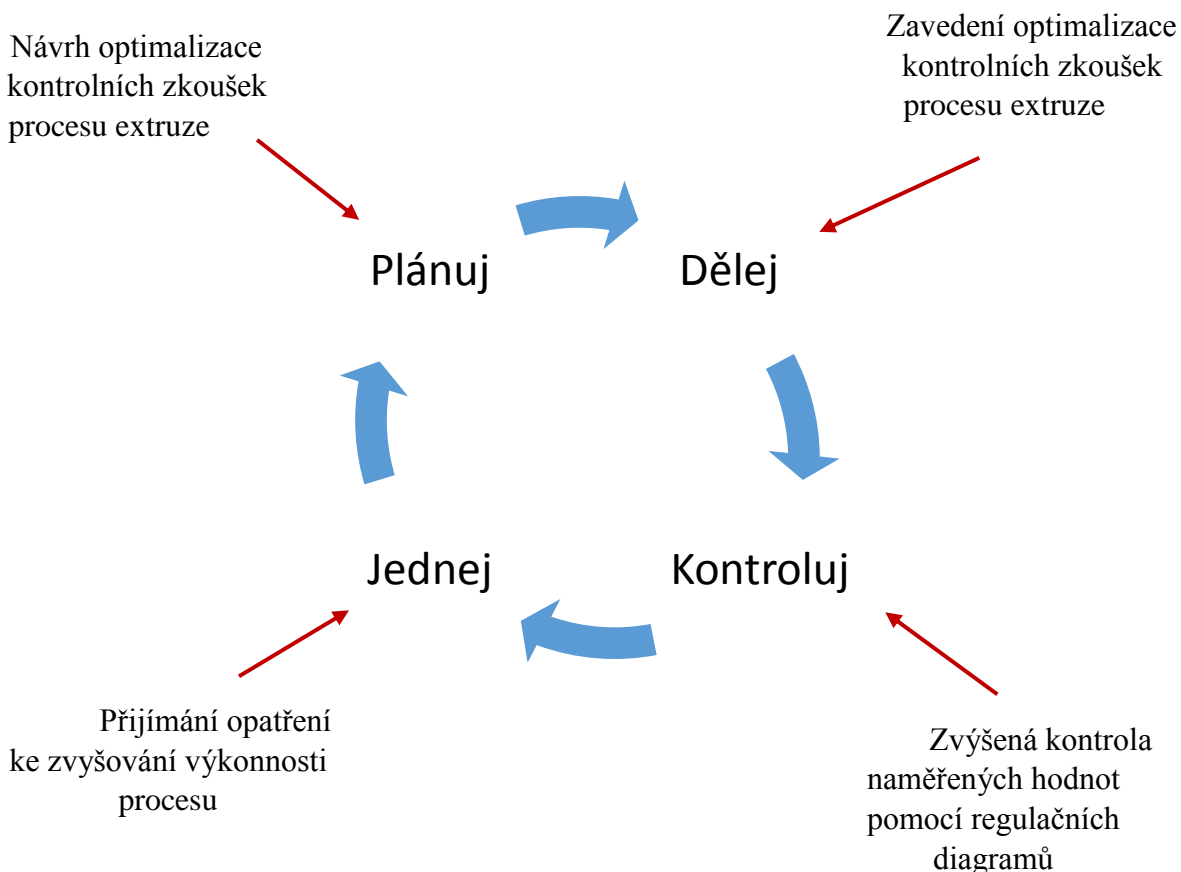 Návrh optimalizace
kontrolních zkoušek
procesu extruze
Zavedení optimalizace
kontrolních zkoušek
procesu extruze
Plánuj
Dělej
Jednej
Kontroluj
Přijímání opatření
ke zvyšování výkonnosti
procesu
Zvýšená kontrola
naměřených hodnot
pomocí regulačních
diagramů